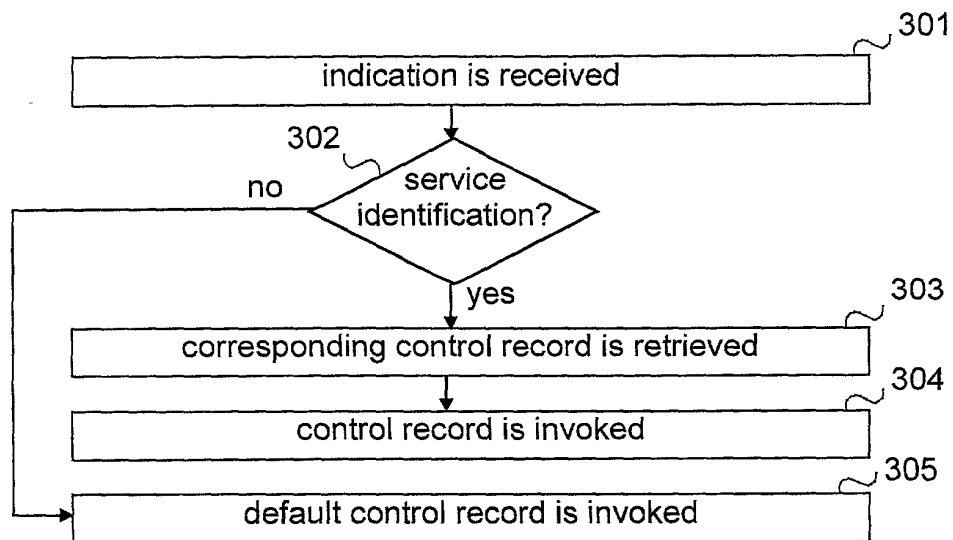 301
indication is received
302
service
identification?
no
yes
303
corresponding control record is retrieved
304
control record is invoked
305
default control record is invoked